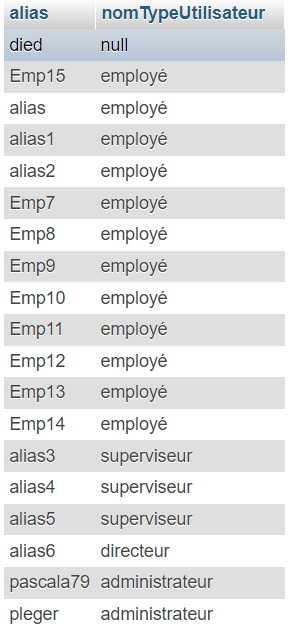 alias nomTypeUtilisateur
died null
Emp15 employé
alias employé
alias1 employé
alias2 employé
Emp7 employé
Emp8 employé
Emp9 employé
Emp10 employé
Emp11 employé
Emp12 employé
Emp13 employé
Emp14 employé
alias3 superviseur
alias4 superviseur
alias5 superviseur
alias6 directeur
pascala79 administrateur
pleger administrateur